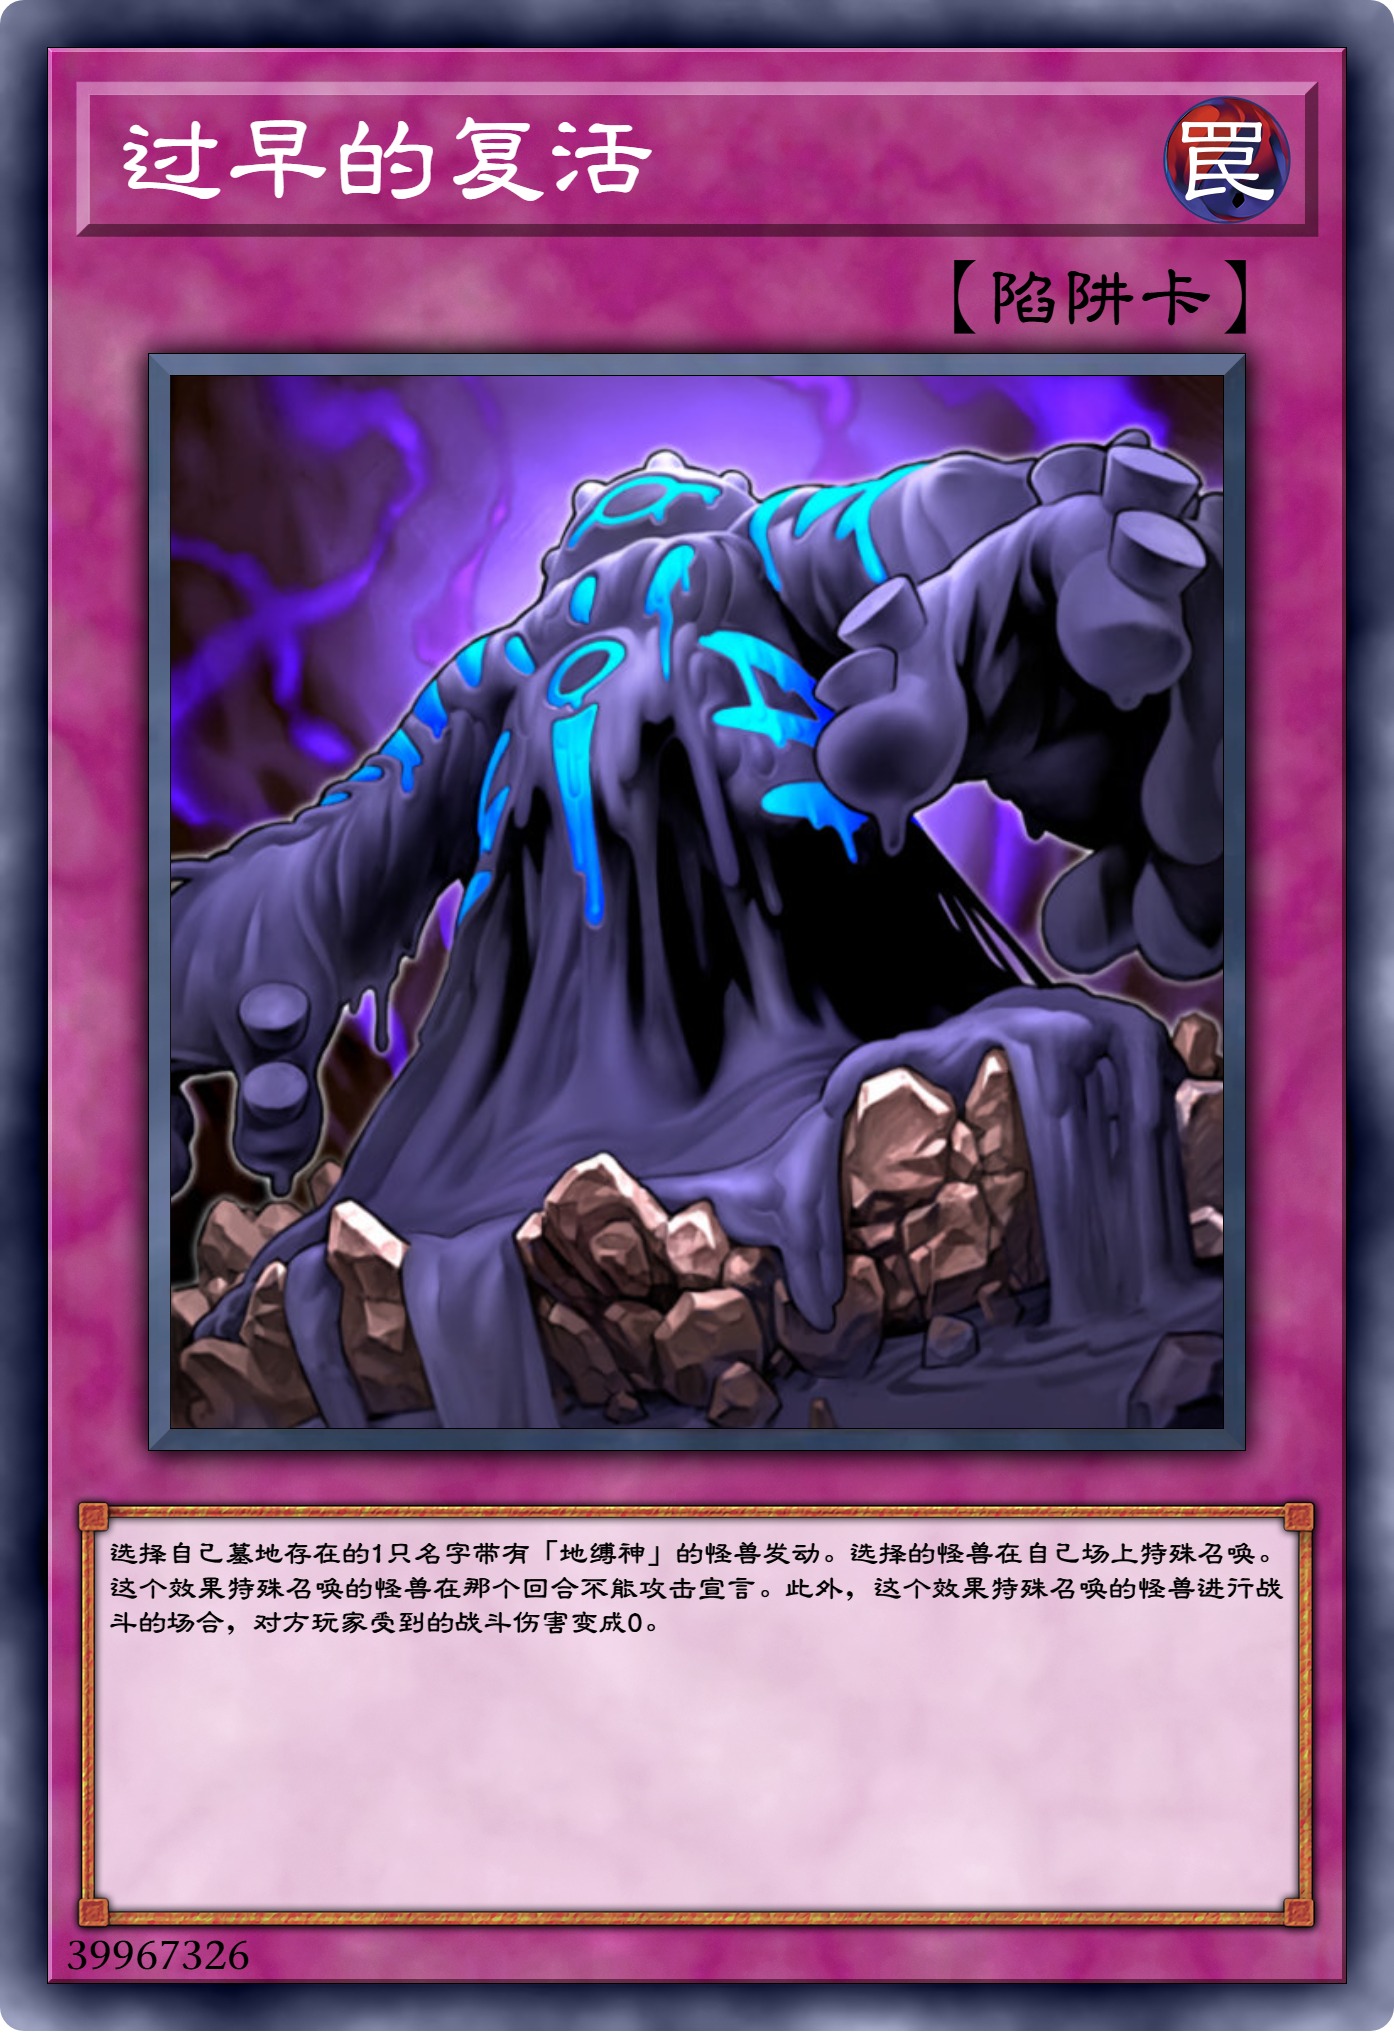 过早的复活
罠
【陷阱卡】
选择自己墓地存在的1只名字带有「地缚神」的怪兽发动。选择的怪兽在自己场上特殊召唤。
这个效果特殊召唤的怪兽在那个回合不能攻击宣言。此外，这个效果特殊召唤的怪兽进行战
斗的场合，对方玩家受到的战斗伤害变成0。
39967326